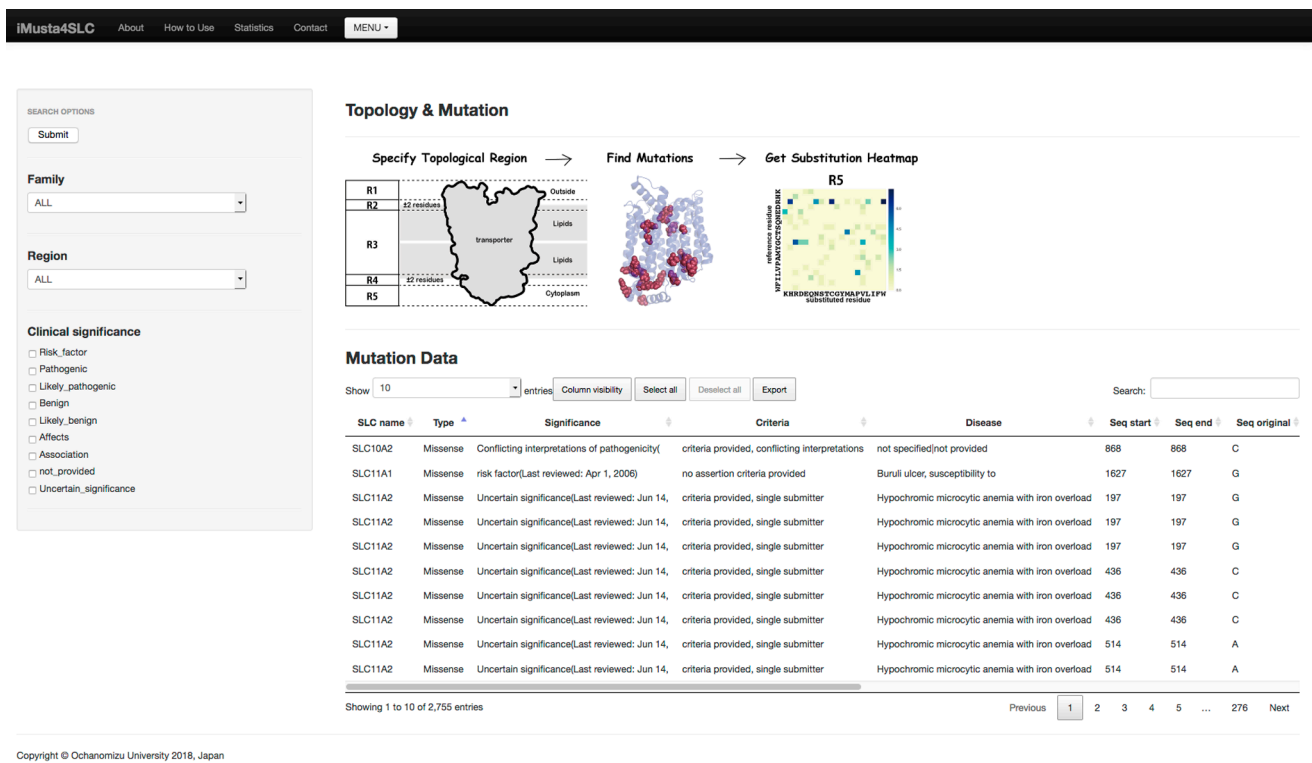 iMusta4SLC About How to Use Statistics Contact MENU
SEARCH OPTIONS
Submit
Family
ALL
Region
ALL
Clinical significance
Risk_factor
Pathogenic
Likely_pathogenic
Benign
Likely_benign
Affects
Association
not_provided
Uncertain_significance
Topology & Mutation
Specify Topological Region → Find Mutations → Get Substitution Heatmap
R1
R2
R3
R4
R5
±2 residues
±2 residues
transporter
Outside
Lipids
Lipids
Cytoplasm
R5
reference residue
WFILVPAMYGCTSQNEDRHK
KHRDEQNSTCGYMAPVLIFW
substituted residue
Mutation Data
Show 10 entries Column visibility Select all Deselect all Export Search:
SLC name Type Significance Criteria Disease Seq start Seq end Seq original
SLC10A2 Missense Conflicting interpretations of pathogenicity( criteria provided, conflicting interpretations not specified|not provided 868 868 C
SLC11A1 Missense risk factor(Last reviewed: Apr 1, 2006) no assertion criteria provided Buruli ulcer, susceptibility to 1627 1627 G
SLC11A2 Missense Uncertain significance(Last reviewed: Jun 14, criteria provided, single submitter Hypochromic microcytic anemia with iron overload 197 197 G
SLC11A2 Missense Uncertain significance(Last reviewed: Jun 14, criteria provided, single submitter Hypochromic microcytic anemia with iron overload 197 197 G
SLC11A2 Missense Uncertain significance(Last reviewed: Jun 14, criteria provided, single submitter Hypochromic microcytic anemia with iron overload 197 197 G
SLC11A2 Missense Uncertain significance(Last reviewed: Jun 14, criteria provided, single submitter Hypochromic microcytic anemia with iron overload 436 436 C
SLC11A2 Missense Uncertain significance(Last reviewed: Jun 14, criteria provided, single submitter Hypochromic microcytic anemia with iron overload 436 436 C
SLC11A2 Missense Uncertain significance(Last reviewed: Jun 14, criteria provided, single submitter Hypochromic microcytic anemia with iron overload 436 436 C
SLC11A2 Missense Uncertain significance(Last reviewed: Jun 14, criteria provided, single submitter Hypochromic microcytic anemia with iron overload 514 514 A
SLC11A2 Missense Uncertain significance(Last reviewed: Jun 14, criteria provided, single submitter Hypochromic microcytic anemia with iron overload 514 514 A
Showing 1 to 10 of 2,755 entries Previous 1 2 3 4 5 … 276 Next
Copyright © Ochanomizu University 2018, Japan